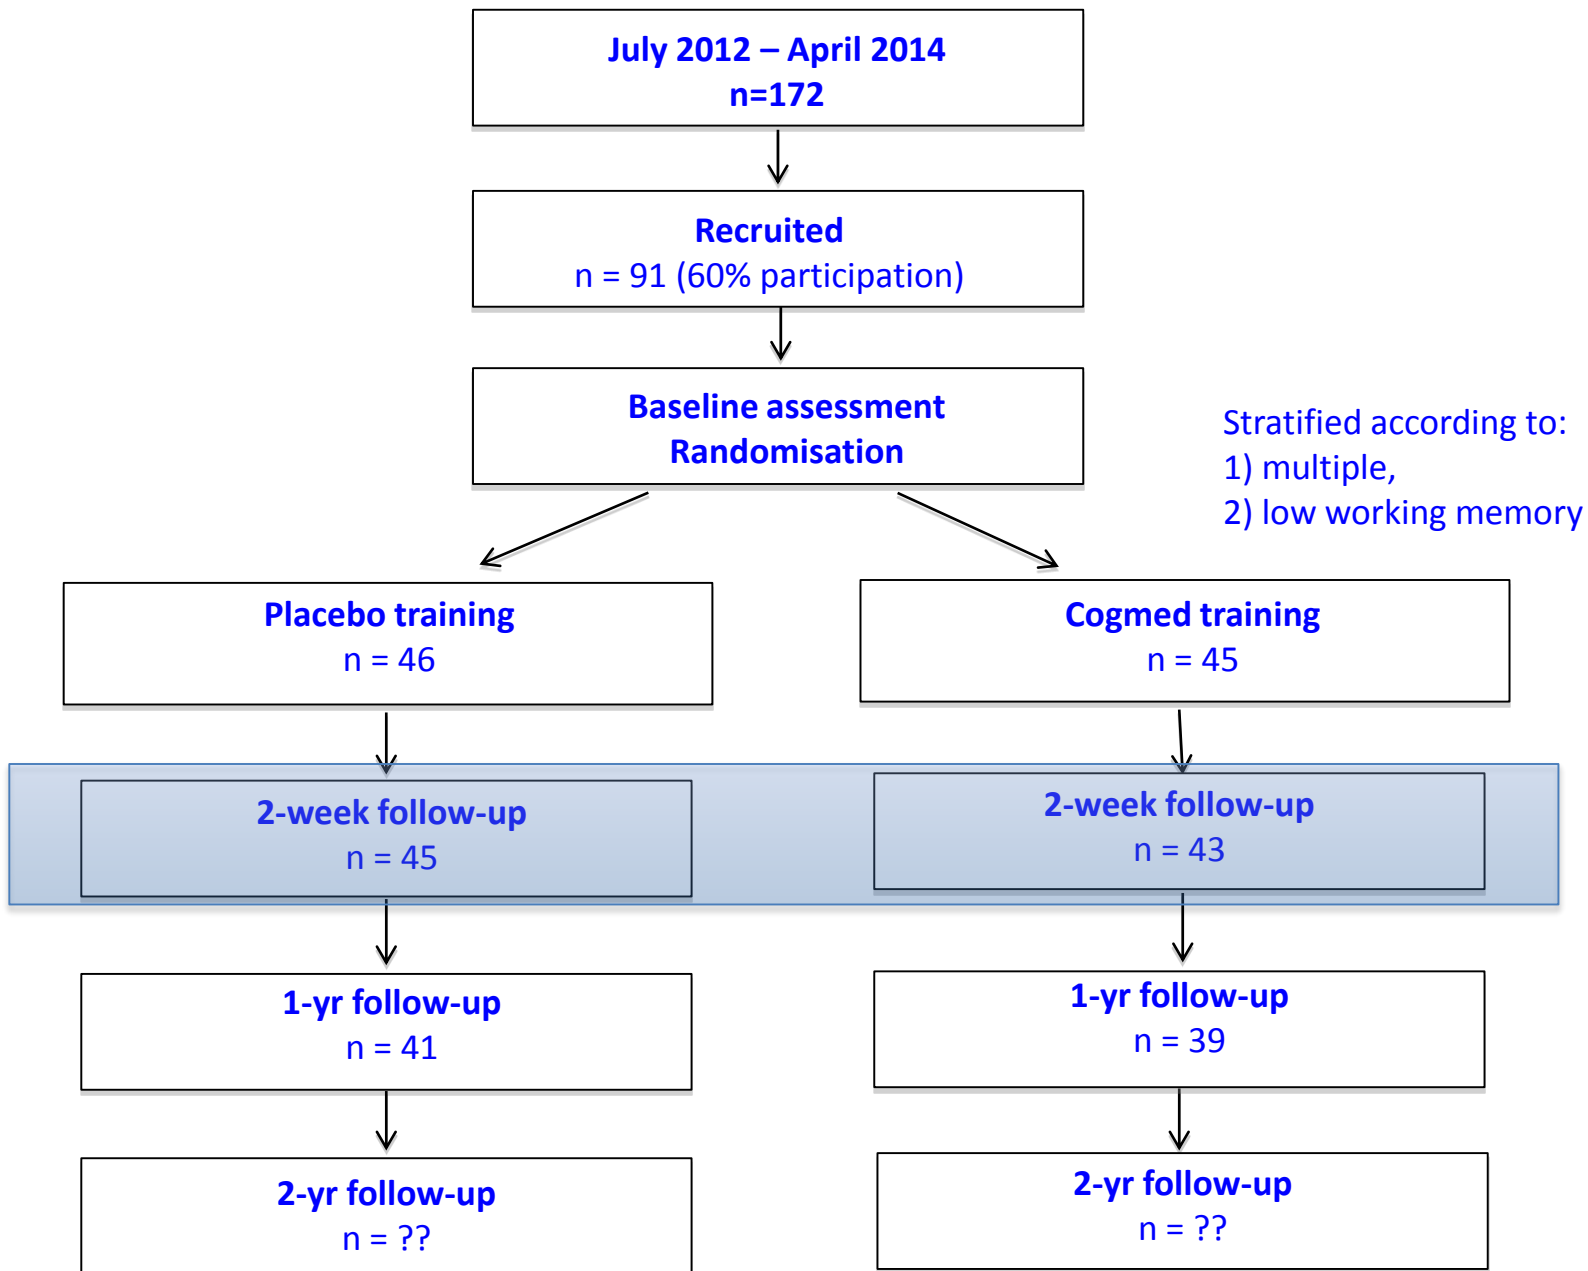 July 2012 – April 2014
n=172
Recruited
n = 91 (60% participation)
Baseline assessment
Randomisation
Stratified according to:
1) multiple,
2) low working memory
Placebo training
n = 46
Cogmed training
n = 45
2-week follow-up
n = 45
2-week follow-up
n = 43
1-yr follow-up
n = 41
1-yr follow-up
n = 39
2-yr follow-up
n = ??
2-yr follow-up
n = ??